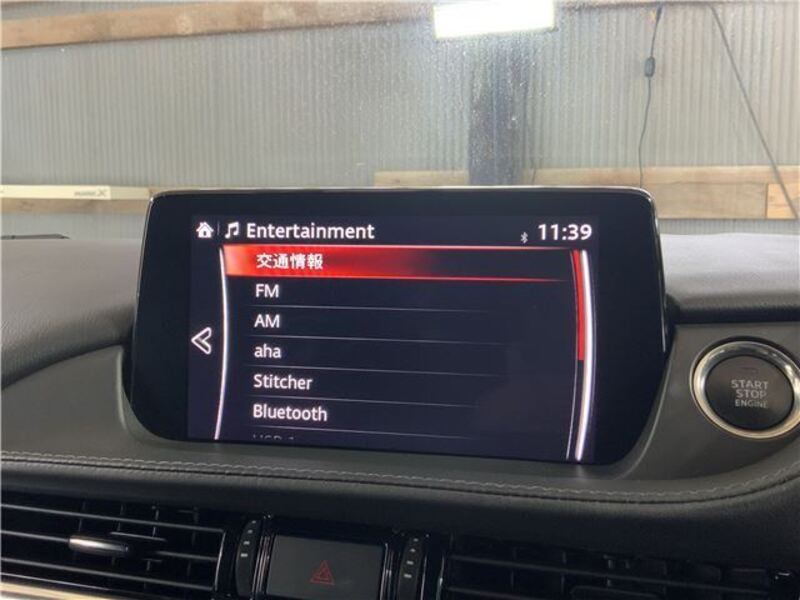 Entertainment
11:39
交通情報
FM
AM
aha
Stitcher
Bluetooth
START
STOP
ENGINE